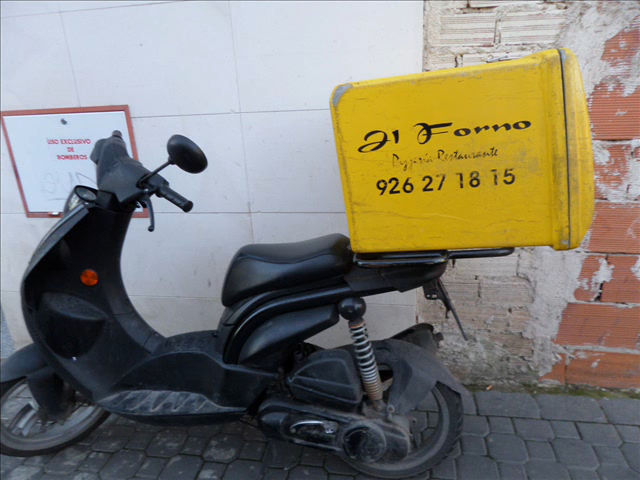 USO EXCLUSIVO
DE
BOMBEROS
Il Forno
Pizzería Restaurante
926 27 18 15